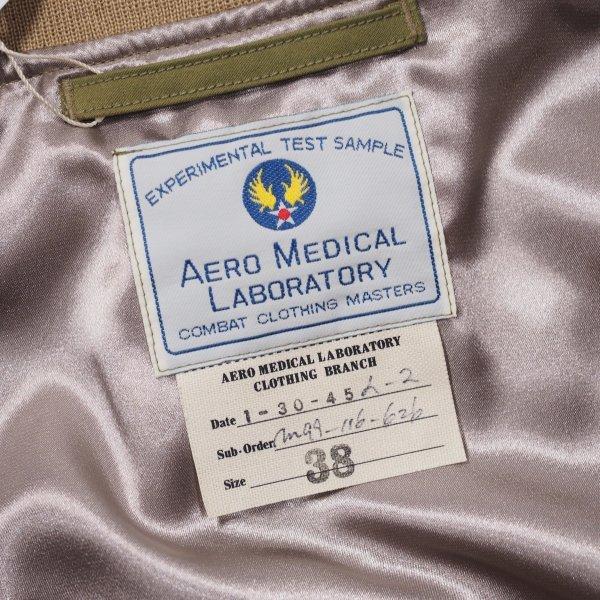 EXPERIMENTAL TEST SAMPLE
AERO MEDICAL
LABORATORY
COMBAT CLOTHING MASTERS
AERO MEDICAL LABORATORY
CLOTHING BRANCH
Date 1-30-45
Sub-Order
Size 38